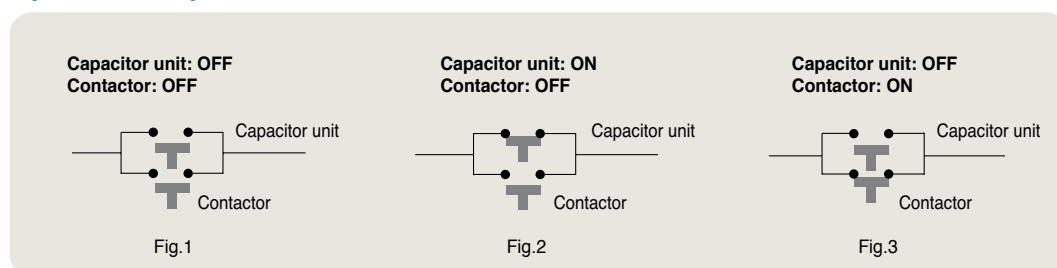 Capacitor unit: OFF
Contactor: OFF
Capacitor unit
Contactor
Fig.1
Capacitor unit: ON
Contactor: OFF
Capacitor unit
Contactor
Fig.2
Capacitor unit: OFF
Contactor: ON
Capacitor unit
Contactor
Fig.3